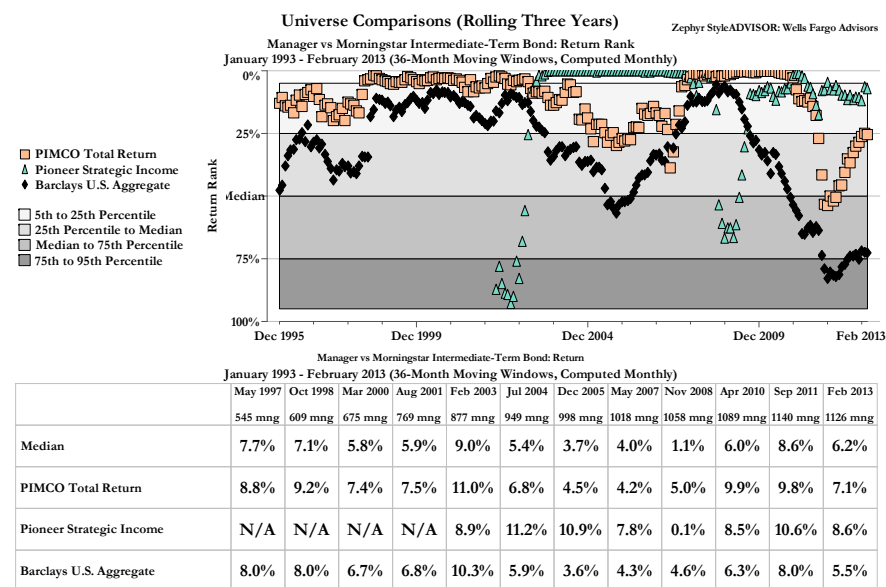 Universe Comparisons (Rolling Three Years)
Zephyr StyleADVISOR: Wells Fargo Advisors
Manager vs Morningstar Intermediate-Term Bond: Return Rank
January 1993 - February 2013 (36-Month Moving Windows, Computed Monthly)
PIMCO Total Return
Pioneer Strategic Income
Barclays U.S. Aggregate
5th to 25th Percentile
25th Percentile to Median
Median to 75th Percentile
75th to 95th Percentile
Return Rank
0%
25%
Median
75%
100%
Dec 1995 Dec 1999 Dec 2004 Dec 2009 Feb 2013
Manager vs Morningstar Intermediate-Term Bond: Return
January 1993 - February 2013 (36-Month Moving Windows, Computed Monthly)
May 1997 Oct 1998 Mar 2000 Aug 2001 Feb 2003 Jul 2004 Dec 2005 May 2007 Nov 2008 Apr 2010 Sep 2011 Feb 2013
545 mng 609 mng 675 mng 769 mng 877 mng 949 mng 998 mng 1018 mng 1058 mng 1089 mng 1140 mng 1126 mng
Median 7.7% 7.1% 5.8% 5.9% 9.0% 5.4% 3.7% 4.0% 1.1% 6.0% 8.6% 6.2%
PIMCO Total Return 8.8% 9.2% 7.4% 7.5% 11.0% 6.8% 4.5% 4.2% 5.0% 9.9% 9.8% 7.1%
Pioneer Strategic Income N/A N/A N/A N/A 8.9% 11.2% 10.9% 7.8% 0.1% 8.5% 10.6% 8.6%
Barclays U.S. Aggregate 8.0% 8.0% 6.7% 6.8% 10.3% 5.9% 3.6% 4.3% 4.6% 6.3% 8.0% 5.5%